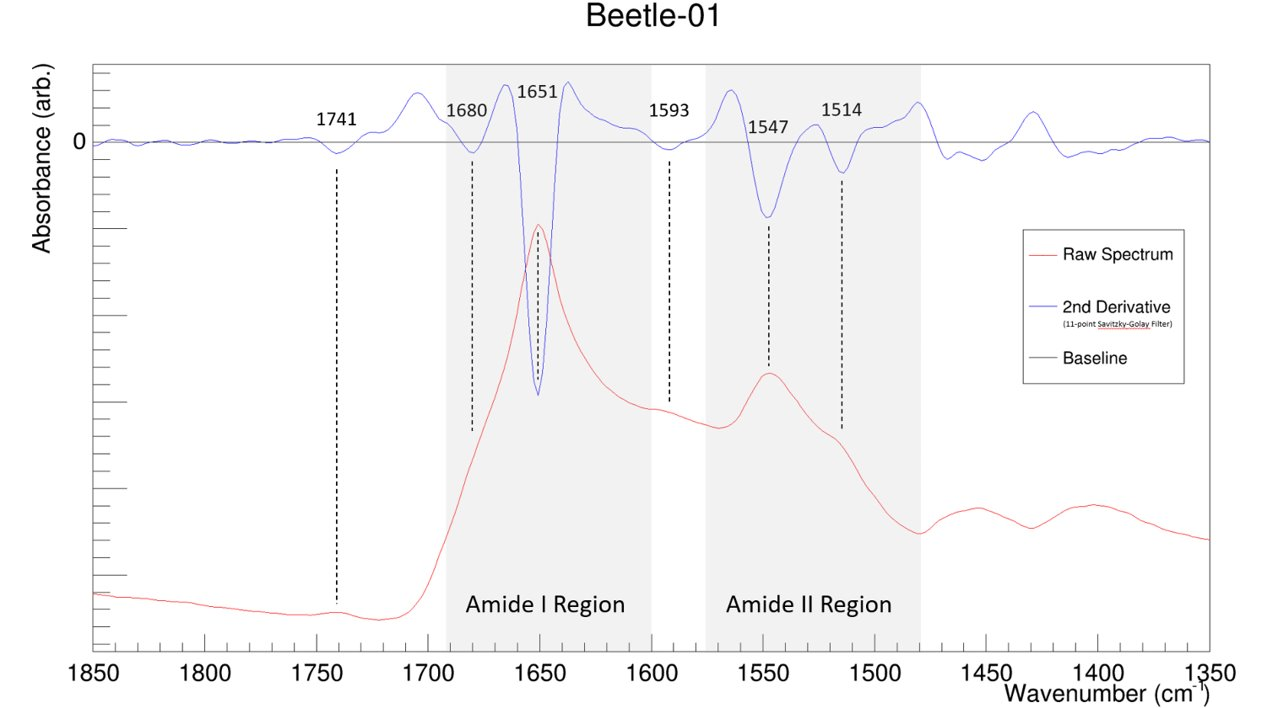 Beetle-01
Absorbance (arb.)
0
1741
1680
1651
1593
1547
1514
Raw Spectrum
2nd Derivative
(11-point Savitzky-Golay Filter)
Baseline
Amide I Region
Amide II Region
1850 1800 1750 1700 1650 1600 1550 1500 1450 1400 1350
Wavenumber (cm⁻¹)